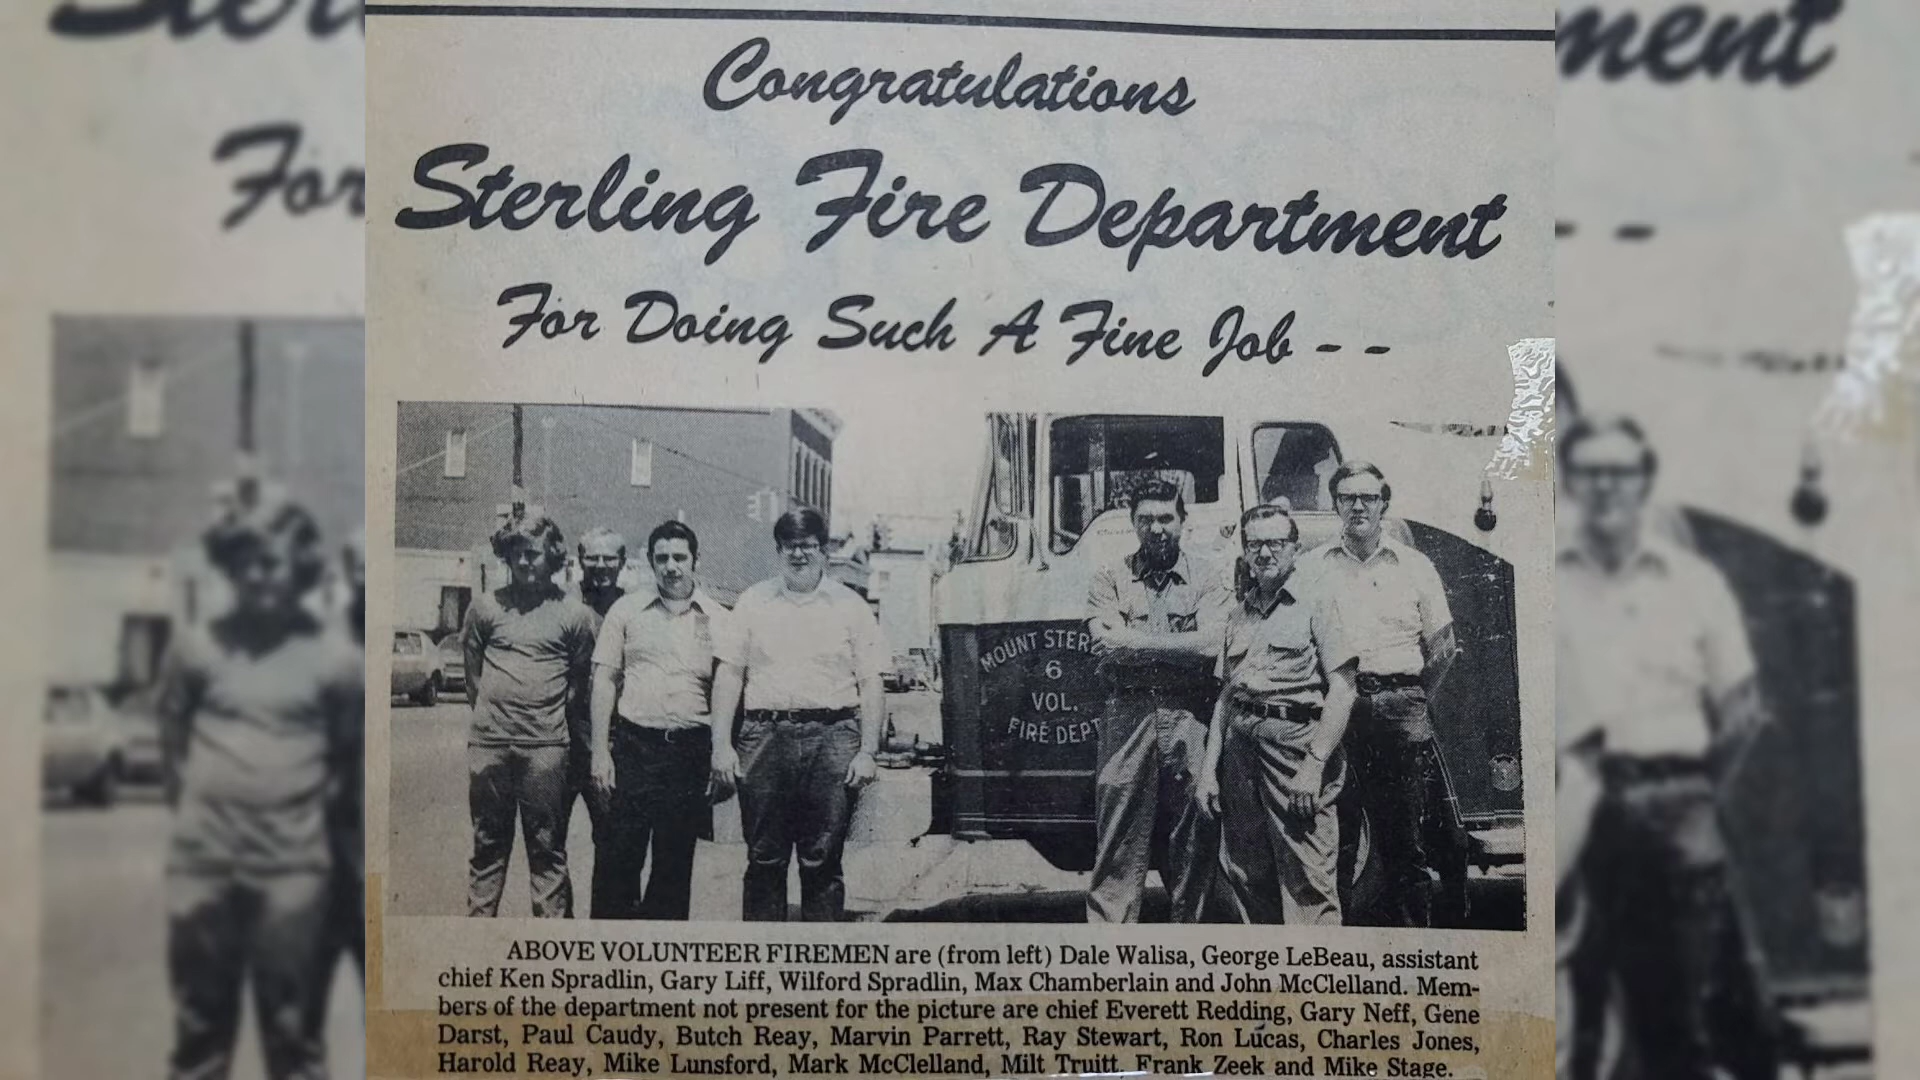 Congratulations
Sterling Fire Department
For Doing Such A Fine Job - -
MOUNT STERL
6
VOL.
FIRE DEPT
ABOVE VOLUNTEER FIREMEN are (from left) Dale Walisa, George LeBeau, assistant
chief Ken Spradlin, Gary Liff, Wilford Spradlin, Max Chamberlain and John McClelland. Mem-
bers of the department not present for the picture are chief Everett Redding, Gary Neff, Gene
Darst, Paul Caudy, Butch Reay, Marvin Parrett, Ray Stewart, Ron Lucas, Charles Jones,
Harold Reay, Mike Lunsford, Mark McClelland, Milt Truitt, Frank Zeek and Mike Stage.